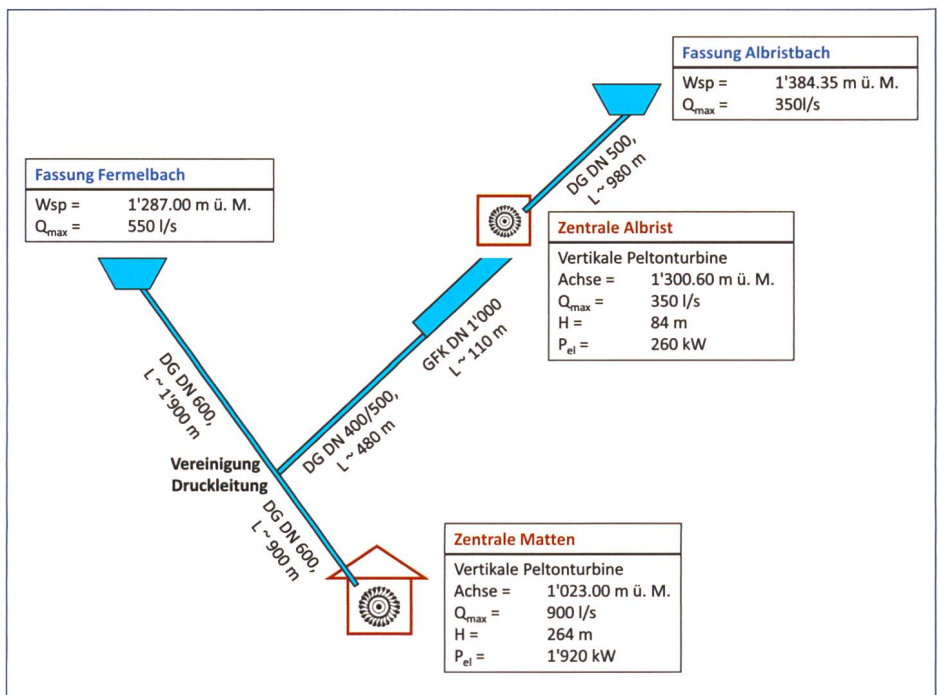 Fassung Albristbach
Wsp = 1'384.35 m ü. M.
Qmax = 350l/s
DG DN 500,
L ~ 980 m
Fassung Fermelbach
Wsp = 1'287.00 m ü. M.
Qmax = 550 l/s
Zentrale Albrist
Vertikale Peltonturbine
Achse = 1'300.60 m ü. M.
Qmax = 350 l/s
H = 84 m
Pel = 260 kW
GFK DN 1'000
L ~ 110 m
DG DN 600,
L ~ 1'900 m
DG DN 400/500,
L ~ 480 m
Vereinigung
Druckleitung
DG DN 600,
L ~ 900 m
Zentrale Matten
Vertikale Peltonturbine
Achse = 1'023.00 m ü. M.
Qmax = 900 l/s
H = 264 m
Pel = 1'920 kW